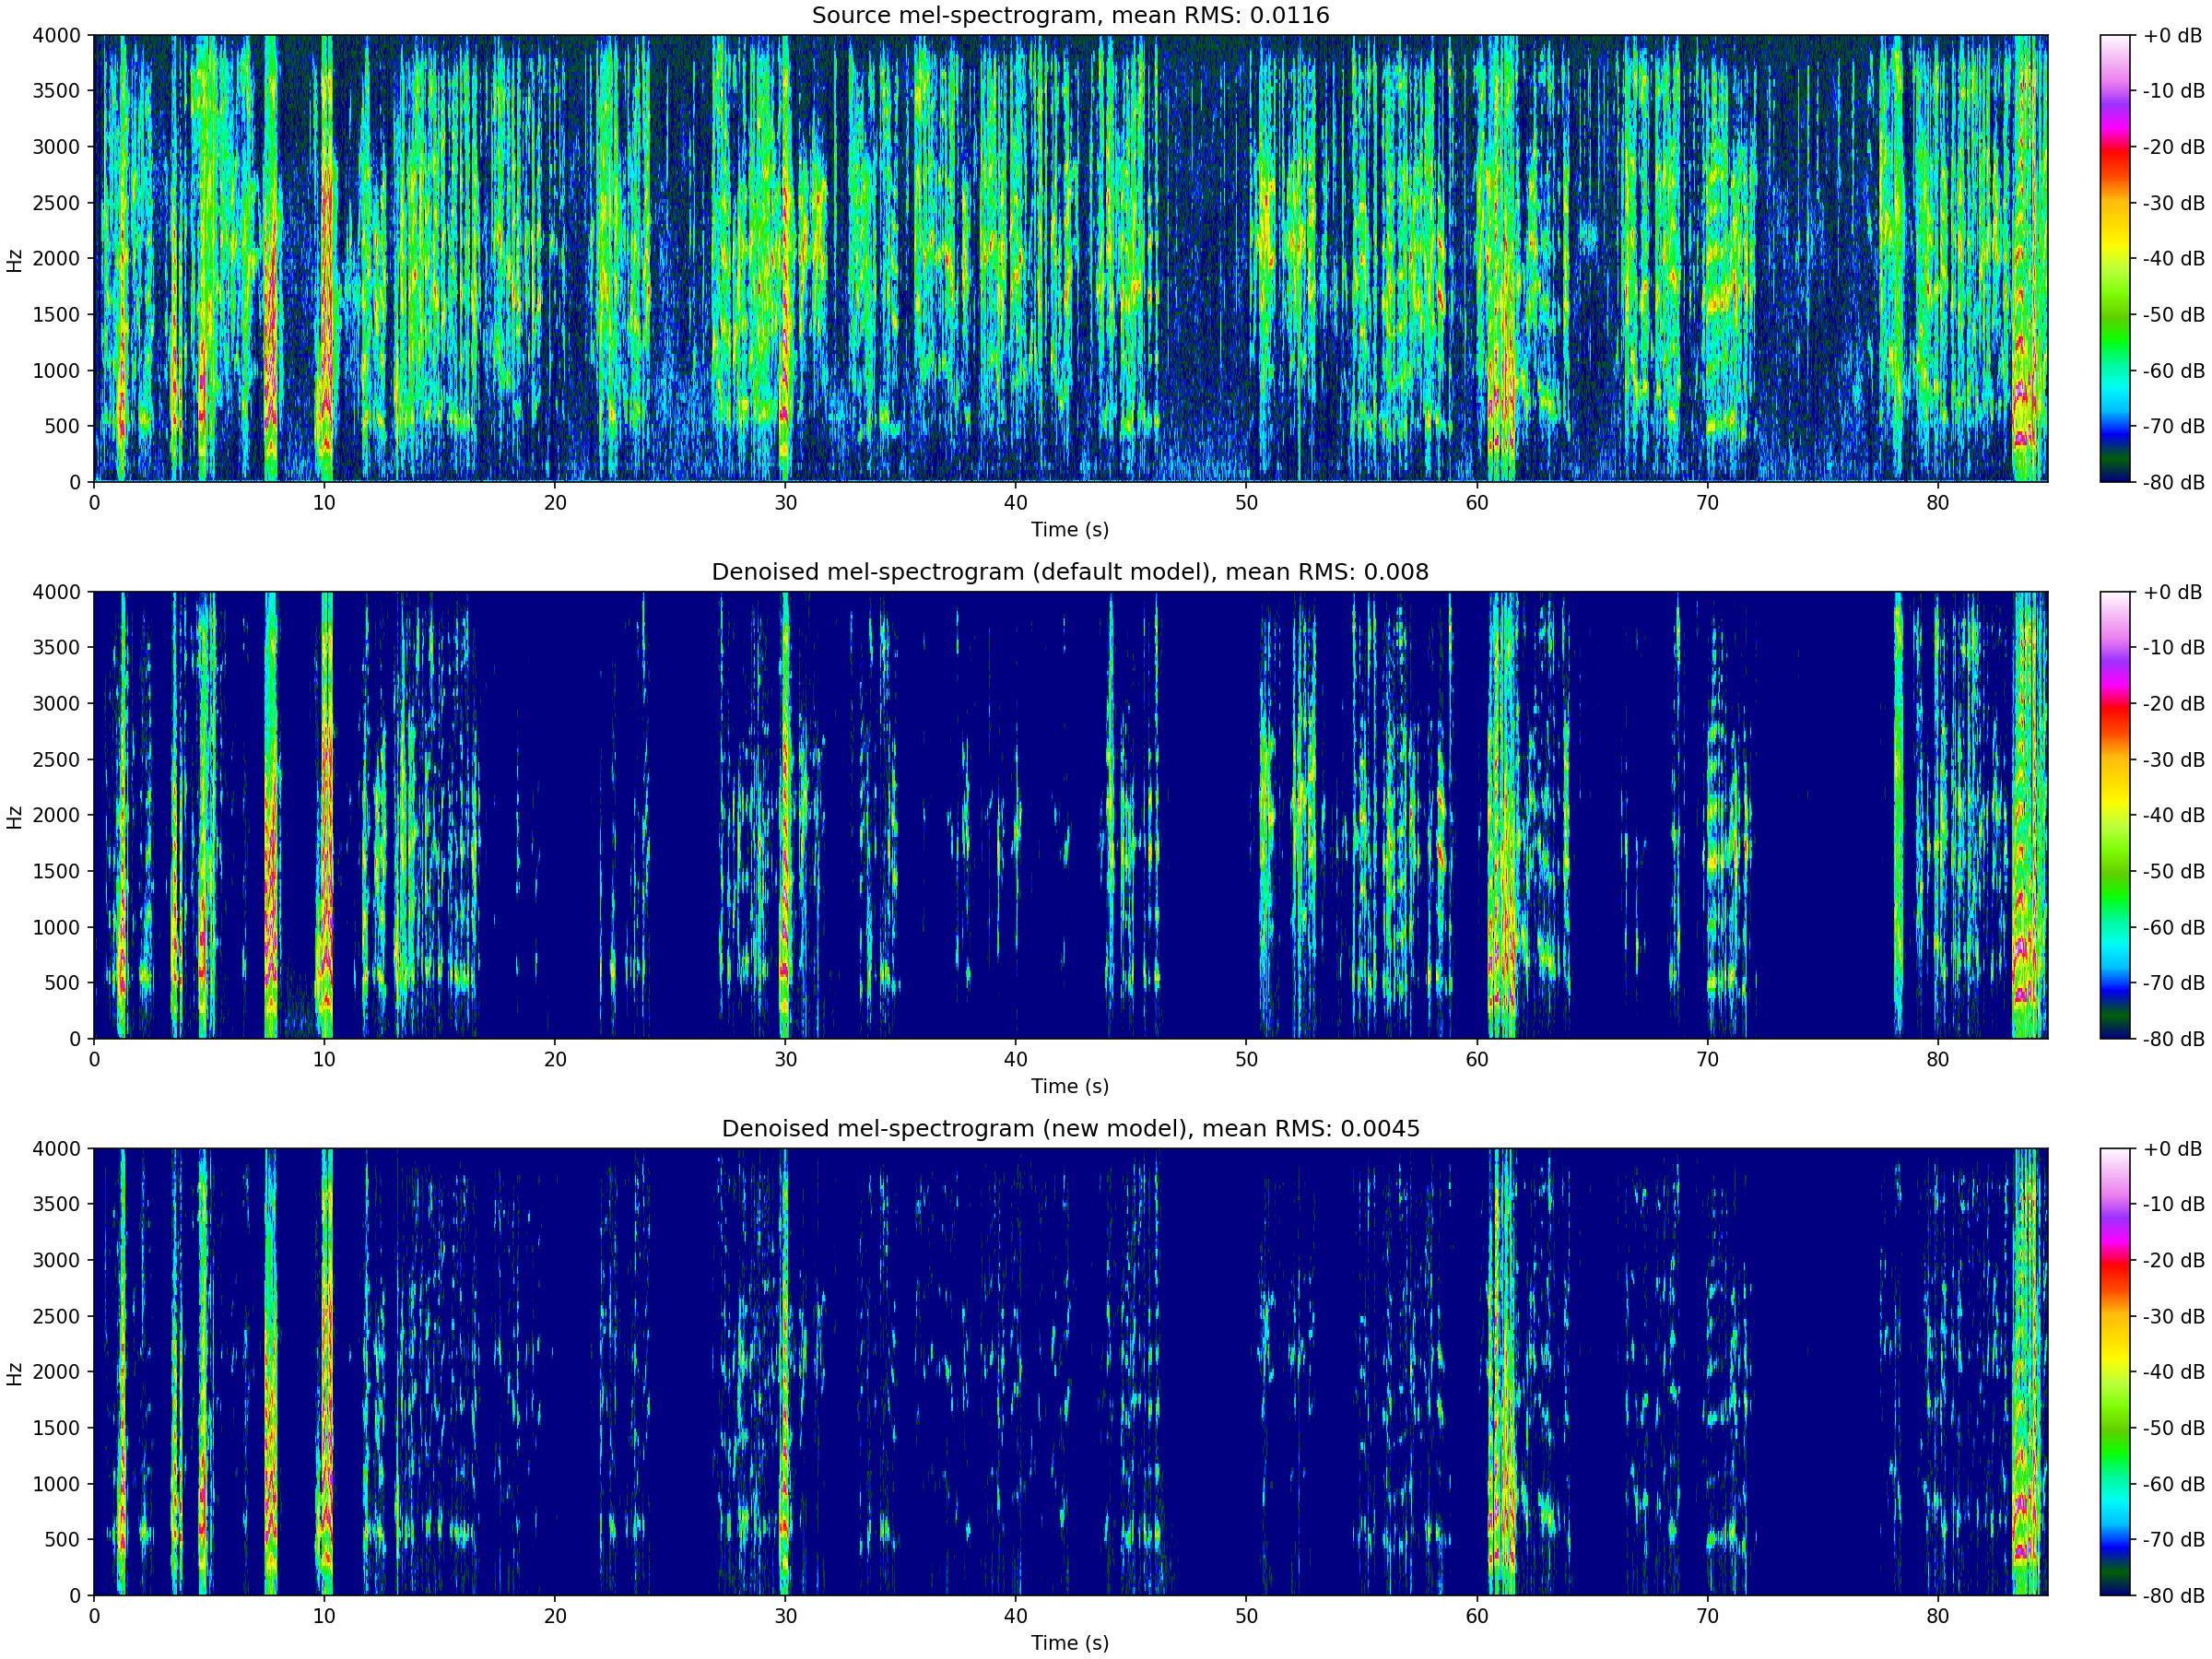 Source mel-spectrogram, mean RMS: 0.0116
4000
3500
3000
2500
2000
1500
1000
500
0
Hz
0 10 20 30 40 50 60 70 80
Time (s)
+0 dB
-10 dB
-20 dB
-30 dB
-40 dB
-50 dB
-60 dB
-70 dB
-80 dB
Denoised mel-spectrogram (default model), mean RMS: 0.008
4000
3500
3000
2500
2000
1500
1000
500
0
Hz
0 10 20 30 40 50 60 70 80
Time (s)
+0 dB
-10 dB
-20 dB
-30 dB
-40 dB
-50 dB
-60 dB
-70 dB
-80 dB
Denoised mel-spectrogram (new model), mean RMS: 0.0045
4000
3500
3000
2500
2000
1500
1000
500
0
Hz
0 10 20 30 40 50 60 70 80
Time (s)
+0 dB
-10 dB
-20 dB
-30 dB
-40 dB
-50 dB
-60 dB
-70 dB
-80 dB